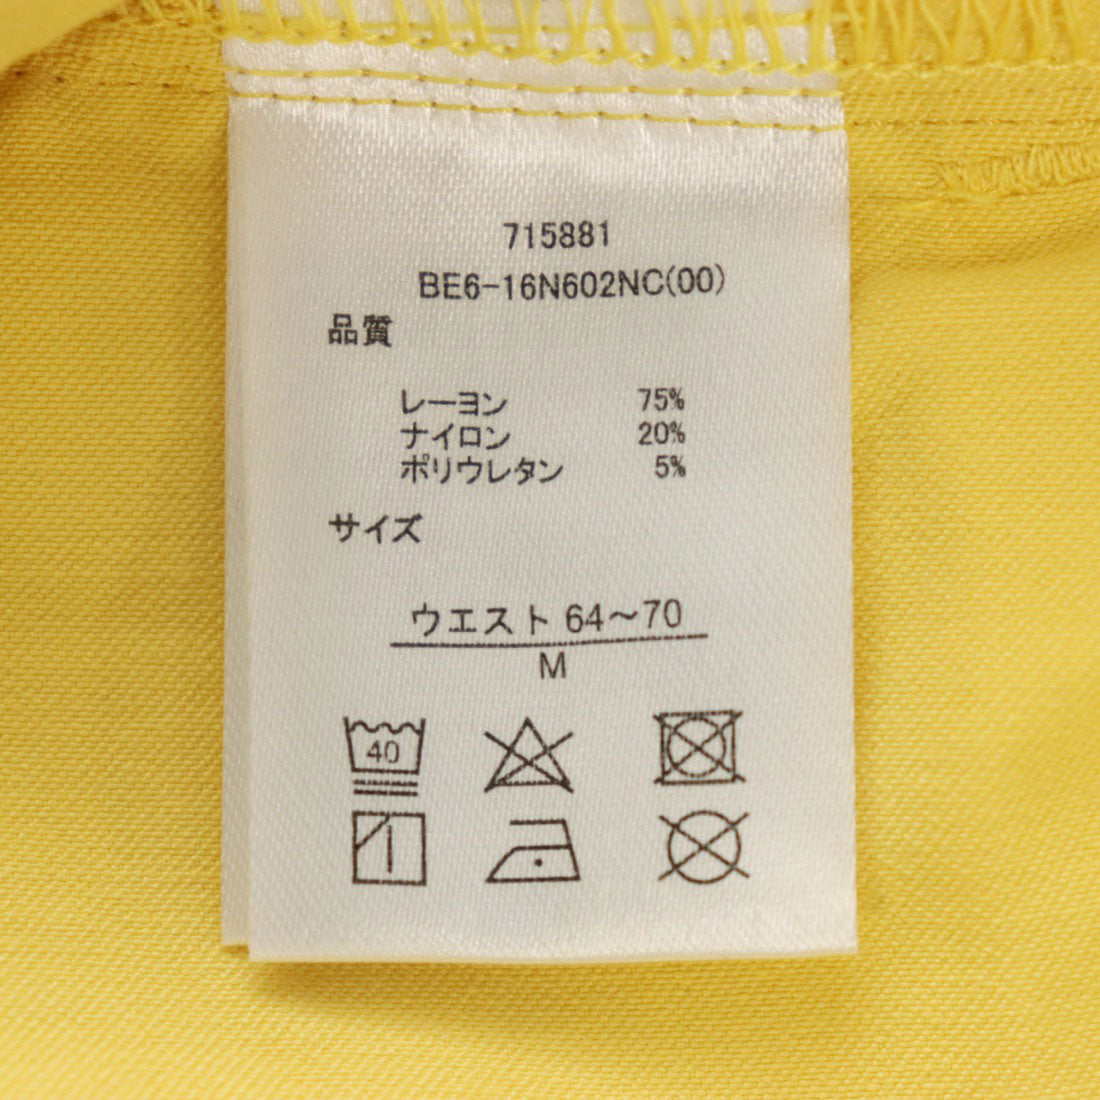 715881
BE6-16N602NC(00)
品質
レーヨン 75%
ナイロン 20%
ポリウレタン 5%
サイズ
ウエスト 64～70
M
40